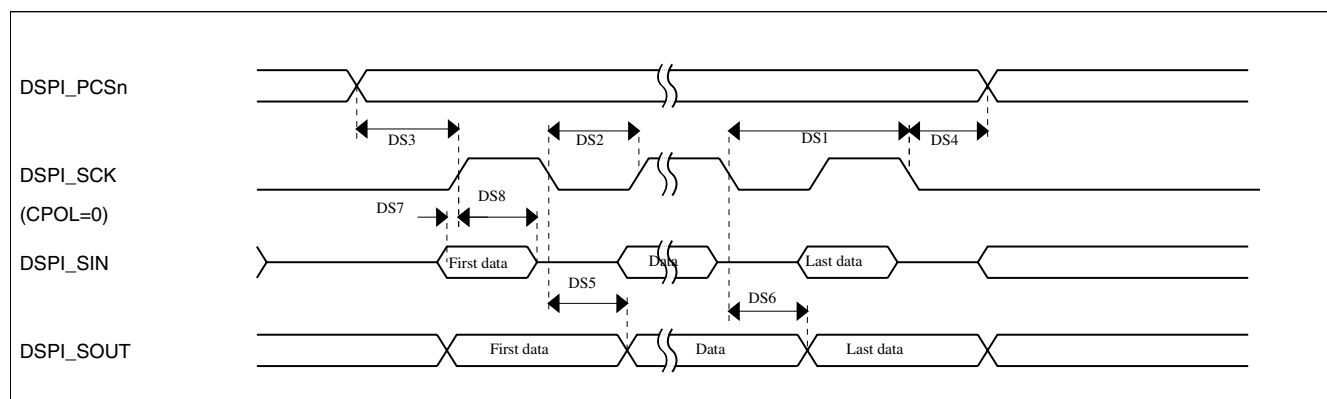 DSPI_PCSn
DS3
DS2
DS1
DS4
DSPI_SCK
(CPOL=0)
DS7
DS8
DSPI_SIN
First data
Data
Last data
DS5
DS6
DSPI_SOUT
First data
Data
Last data